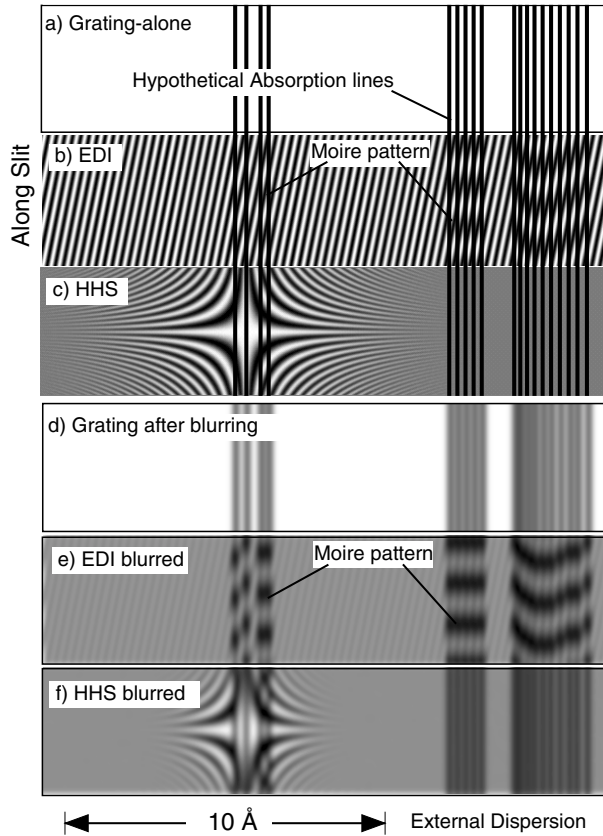 a) Grating-alone
Hypothetical Absorption lines
b) EDI
Moire pattern
Along Slit
c) HHS
d) Grating after blurring
e) EDI blurred
Moire pattern
f) HHS blurred
10 Å
External Dispersion